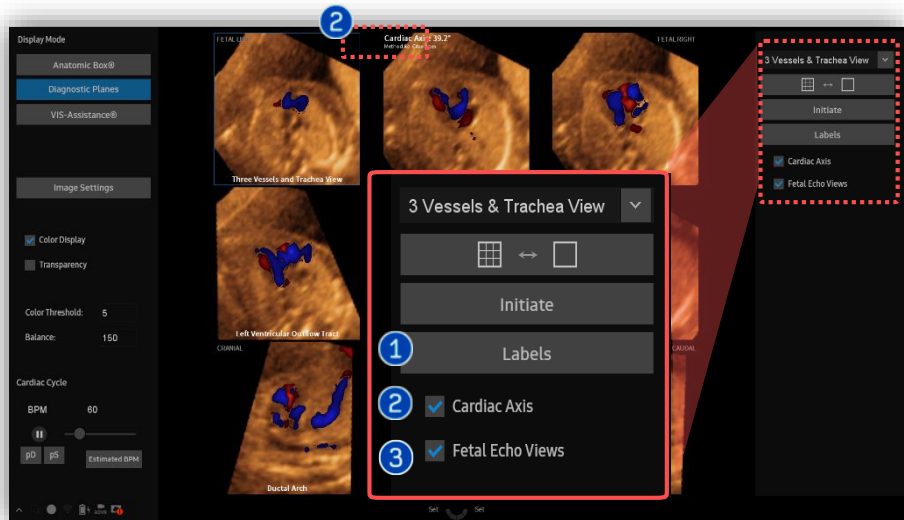 2
Display Mode
Anatomic Box®
Diagnostic Planes
VIS-Assistance®
Image Settings
Color Display
Transparency
Color Threshold: 5
Balance: 150
Cardiac Cycle
BPM 60
pD pS Estimated BPM
FETAL
Cardiac Axis: 39.2°
FETAL RIGHT
Three Vessels and Trachea View
Left Ventricular Outflow Tract
CRANIAL
CAUDAL
Ductal Arch
3 Vessels & Trachea View
Initiate
1 Labels
2 Cardiac Axis
3 Fetal Echo Views
Set Set
3 Vessels & Trachea View
Initiate
Labels
Cardiac Axis
Fetal Echo Views